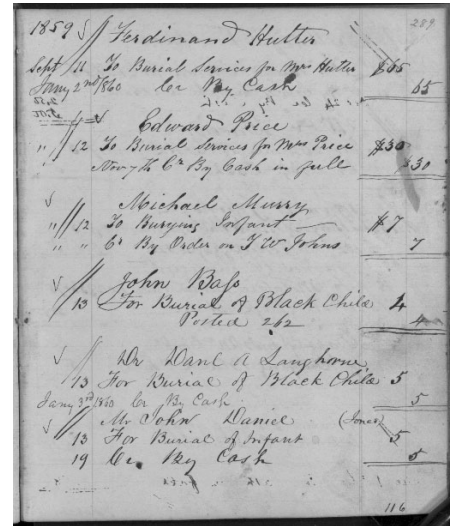 289
1859 Ferdinand Hutter
Sept 11 To Burial Services for Mrs Hutter $65
Jany 2nd 1860 Cr By Cash 65
Edward Price
" 12 To Burial Services for Mrs Price $30
Nov 7th Cr By Cash in full $30
Michael Murry
" 12 To Burying Infant $7
" " Cr By Order on T W Johns 7
John Bass
13 For Burial of Black Child 4
Posted 262 4
Dr Danl A Langhorne
13 For Burial of Black Child 5
Jany 3rd 1860 Cr By Cash 5
Mr John Daniel (Jones)
13 For Burial of Infant 5
19 Cr By Cash 5
116